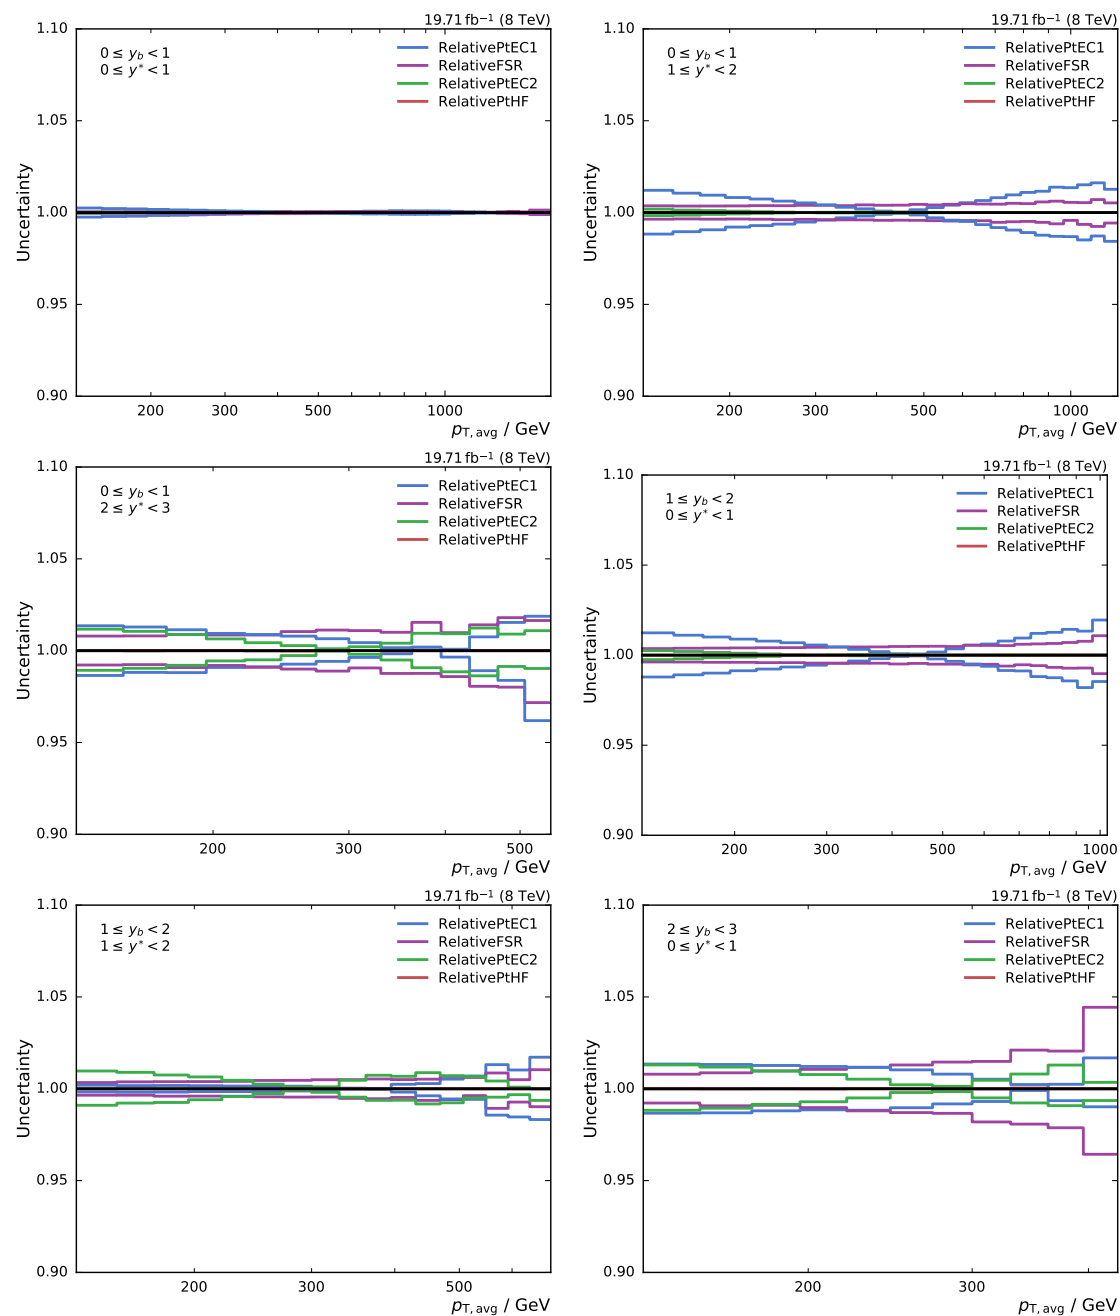 19.71 fb⁻¹ (8 TeV)
0 ≤ y_b < 1
0 ≤ y* < 1
RelativePtEC1
RelativeFSR
RelativePtEC2
RelativePtHF
Uncertainty
1.10
1.05
1.00
0.95
0.90
200 300 500 1000
p_T,avg / GeV
19.71 fb⁻¹ (8 TeV)
0 ≤ y_b < 1
1 ≤ y* < 2
RelativePtEC1
RelativeFSR
RelativePtEC2
RelativePtHF
Uncertainty
1.10
1.05
1.00
0.95
0.90
200 300 500 1000
p_T,avg / GeV
19.71 fb⁻¹ (8 TeV)
0 ≤ y_b < 1
2 ≤ y* < 3
RelativePtEC1
RelativeFSR
RelativePtEC2
RelativePtHF
Uncertainty
1.10
1.05
1.00
0.95
0.90
200 300 500
p_T,avg / GeV
19.71 fb⁻¹ (8 TeV)
1 ≤ y_b < 2
0 ≤ y* < 1
RelativePtEC1
RelativeFSR
RelativePtEC2
RelativePtHF
Uncertainty
1.10
1.05
1.00
0.95
0.90
200 300 500 1000
p_T,avg / GeV
19.71 fb⁻¹ (8 TeV)
1 ≤ y_b < 2
1 ≤ y* < 2
RelativePtEC1
RelativeFSR
RelativePtEC2
RelativePtHF
Uncertainty
1.10
1.05
1.00
0.95
0.90
200 300 500
p_T,avg / GeV
19.71 fb⁻¹ (8 TeV)
2 ≤ y_b < 3
0 ≤ y* < 1
RelativePtEC1
RelativeFSR
RelativePtEC2
RelativePtHF
Uncertainty
1.10
1.05
1.00
0.95
0.90
200 300
p_T,avg / GeV